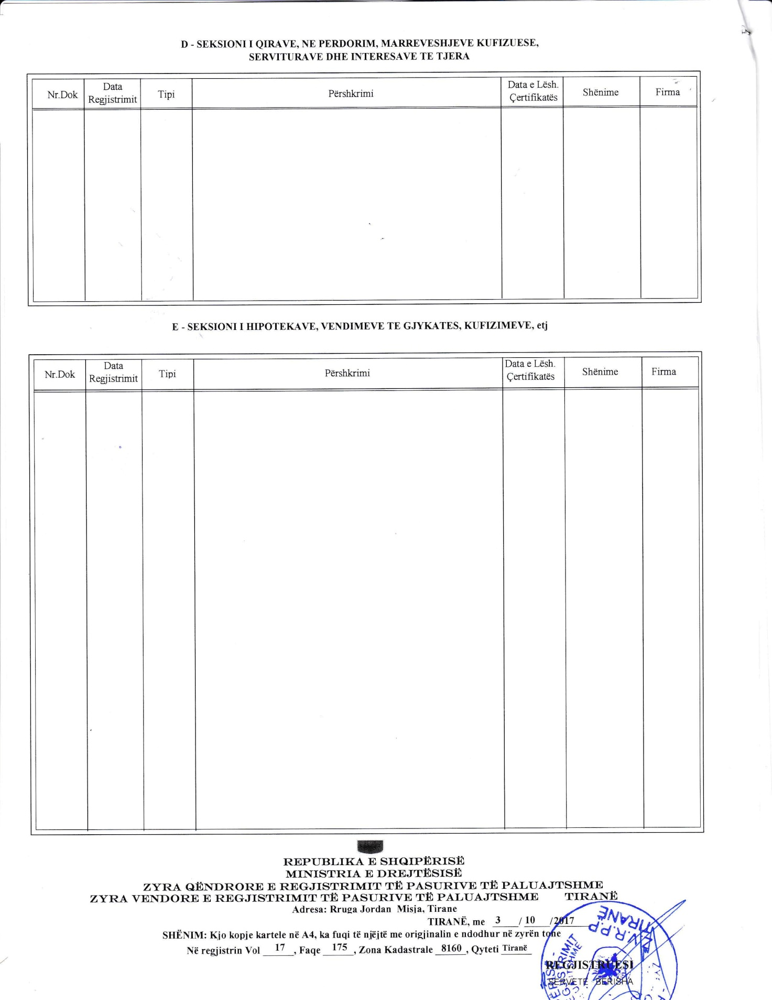 D - SEKSIONI I QIRAVE, NE PERDORIM, MARREVESHJEVE KUFIZUESE,
SERVITURAVE DHE INTERESAVE TE TJERA
Nr.Dok Data Regjistrimit Tipi Përshkrimi Data e Lësh. Çertifikatës Shënime Firma
E - SEKSIONI I HIPOTEKAVE, VENDIMEVE TE GJYKATES, KUFIZIMEVE, etj
Nr.Dok Data Regjistrimit Tipi Përshkrimi Data e Lësh. Çertifikatës Shënime Firma
REPUBLIKA E SHQIPËRISË
MINISTRIA E DREJTËSISË
ZYRA QËNDRORE E REGJISTRIMIT TË PASURIVE TË PALUAJTSHME
ZYRA VENDORE E REGJISTRIMIT TË PASURIVE TË PALUAJTSHME TIRANË
Adresa: Rruga Jordan Misja, Tirane
TIRANË, me 3 / 10 /2017
SHËNIM: Kjo kopje kartele në A4, ka fuqi të njëjtë me origjinalin e ndodhur në zyrën tone
Në regjistrin Vol 17 , Faqe 175 , Zona Kadastrale 8160 , Qyteti Tiranë
REGJISTRUESI
SERVETE BERISHA
TIRANË